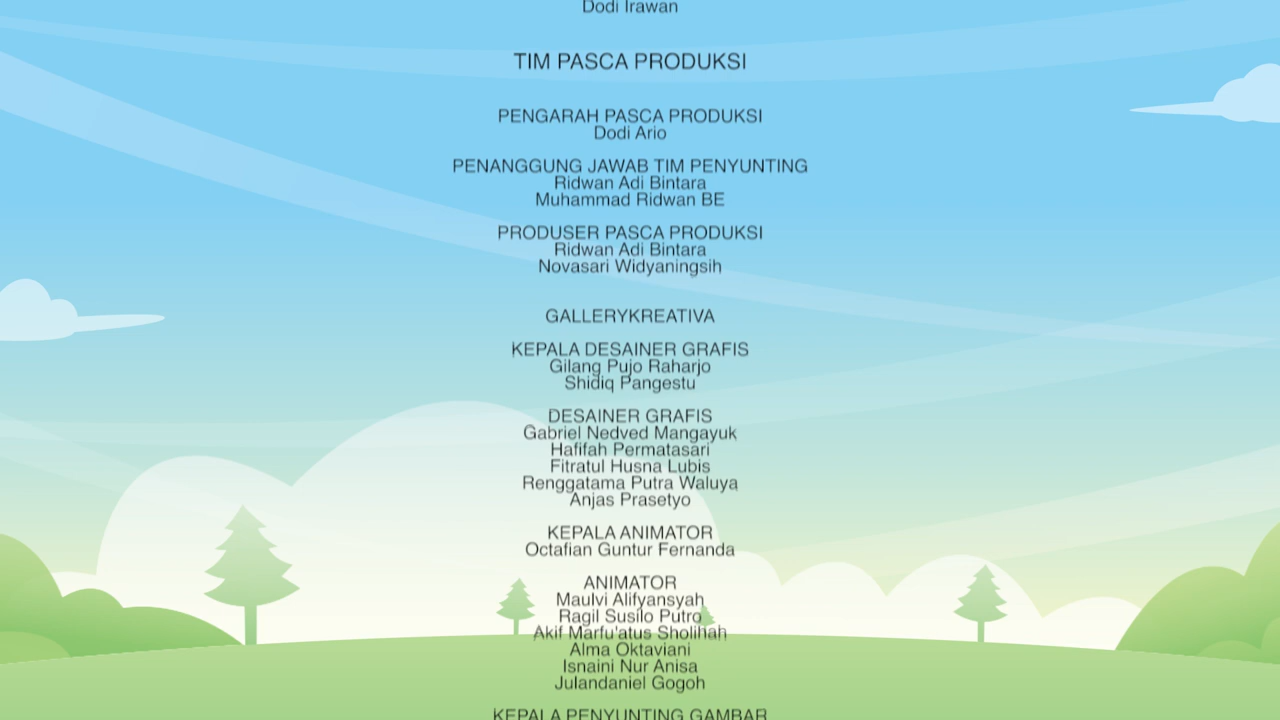 Dodi Irawan
TIM PASCA PRODUKSI
PENGARAH PASCA PRODUKSI
Dodi Ario
PENANGGUNG JAWAB TIM PENYUNTING
Ridwan Adi Bintara
Muhammad Ridwan BE
PRODUSER PASCA PRODUKSI
Ridwan Adi Bintara
Novasari Widyaningsih
GALLERYKREATIVA
KEPALA DESAINER GRAFIS
Gilang Pujo Raharjo
Shidiq Pangestu
DESAINER GRAFIS
Gabriel Nedved Mangayuk
Hafifah Permatasari
Fitratul Husna Lubis
Renggatama Putra Waluya
Anjas Prasetyo
KEPALA ANIMATOR
Octafian Guntur Fernanda
ANIMATOR
Maulvi Alifyansyah
Ragil Susilo Putro
Akif Marfu'atus Sholihah
Alma Oktaviani
Isnaini Nur Anisa
Julandaniel Gogoh
KEPALA PENYUNTING GAMBAR